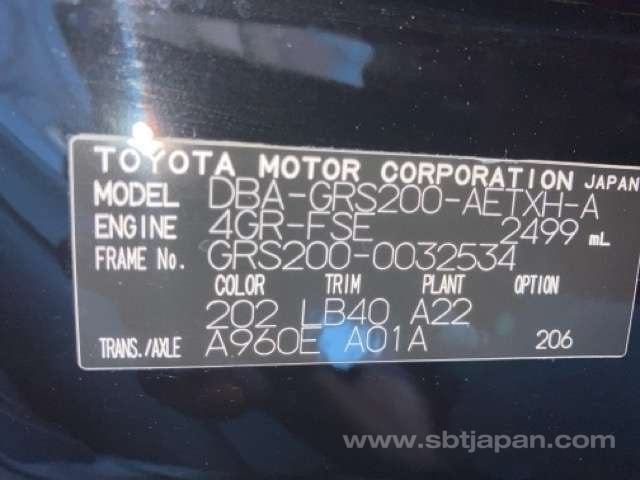 TOYOTA MOTOR CORPORATION JAPAN
MODEL DBA-GRS200-AETXH-A
ENGINE 4GR-FSE 2499 mL
FRAME No. GRS200-0032534
COLOR TRIM PLANT OPTION
202 LB40 A22
TRANS./AXLE A960E A01A 206
www.sbtjapan.com